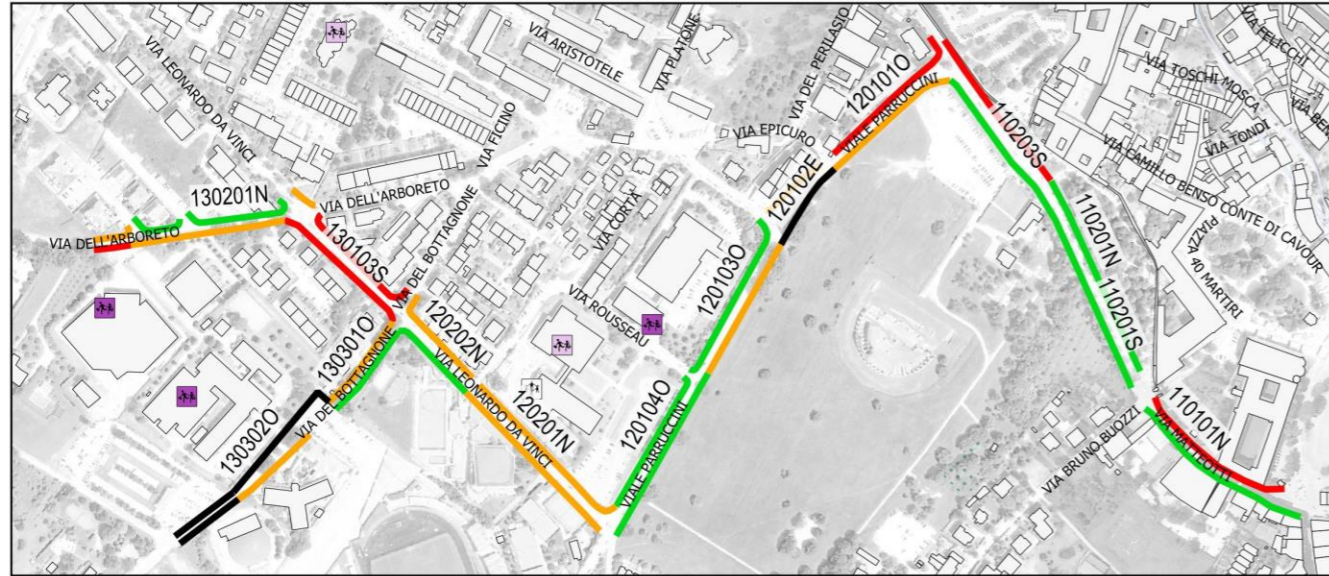 VIA LEONARDO DA VINCI
VIA ARISTOTELE
VIA PLATONE
VIA DEL PERILASIO
VIA TOSCHI MOSCA
VIA TONDI
VIA CAMILLO BENSO CONTE DI CAVOUR
PIAZZA 40 MARTIRI
VIA FICINO
VIA EPICURO
120101O
VIALE PARRUCCINI
110203S
130201N
VIA DELL'ARBORETO
VIA DELL'ARBORETO
VIA DEL BOTTAGNONE
VIA CORTA
120102E
110201N
110201S
130103S
120103O
VIA ROUSSEAU
120202N
VIA LEONARDO DA VINCI
120201N
130301O
VIA DEL BOTTAGNONE
130302O
120104O
VIALE PARRUCCINI
110101N
VIA MATTEOTTI
VIA BRUNO BUOZZI